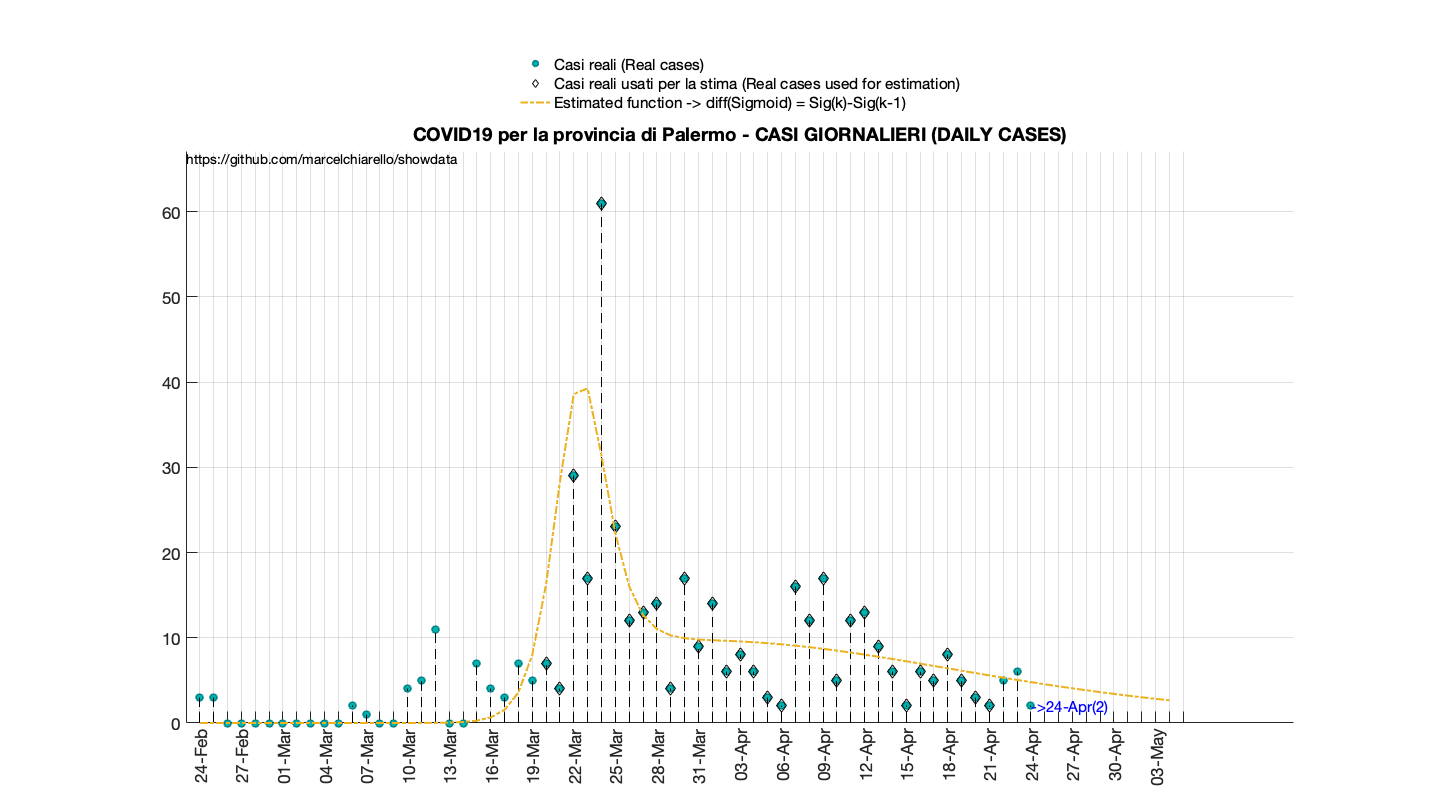 Casi reali (Real cases)
Casi reali usati per la stima (Real cases used for estimation)
Estimated function -> diff(Sigmoid) = Sig(k)-Sig(k-1)
COVID19 per la provincia di Palermo - CASI GIORNALIERI (DAILY CASES)
https://github.com/marcelchiarello/showdata
60
50
40
30
20
10
0
->24-Apr(2)
24-Feb
27-Feb
01-Mar
04-Mar
07-Mar
10-Mar
13-Mar
16-Mar
19-Mar
22-Mar
25-Mar
28-Mar
31-Mar
03-Apr
06-Apr
09-Apr
12-Apr
15-Apr
18-Apr
21-Apr
24-Apr
27-Apr
30-Apr
03-May